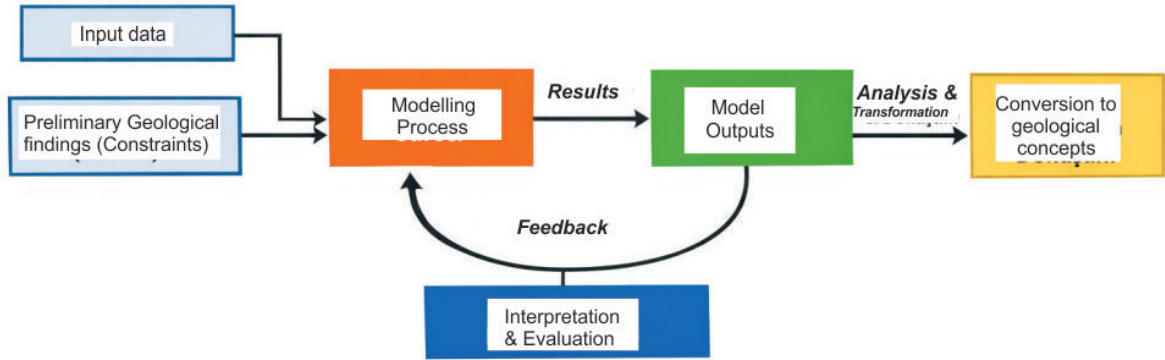 Input data
Preliminary Geological
findings (Constraints)
Modelling
Process
Results
Model
Outputs
Analysis &
Transformation
Conversion to
geological
concepts
Feedback
Interpretation
& Evaluation